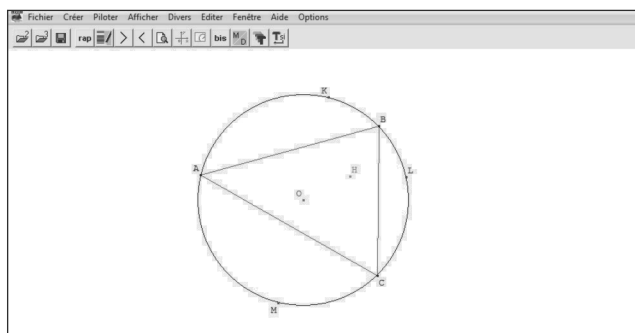 Fichier Créer Piloter Afficher Divers Editer Fenêtre Aide Options
rap bis
K
B
A
H
L
O
C
M